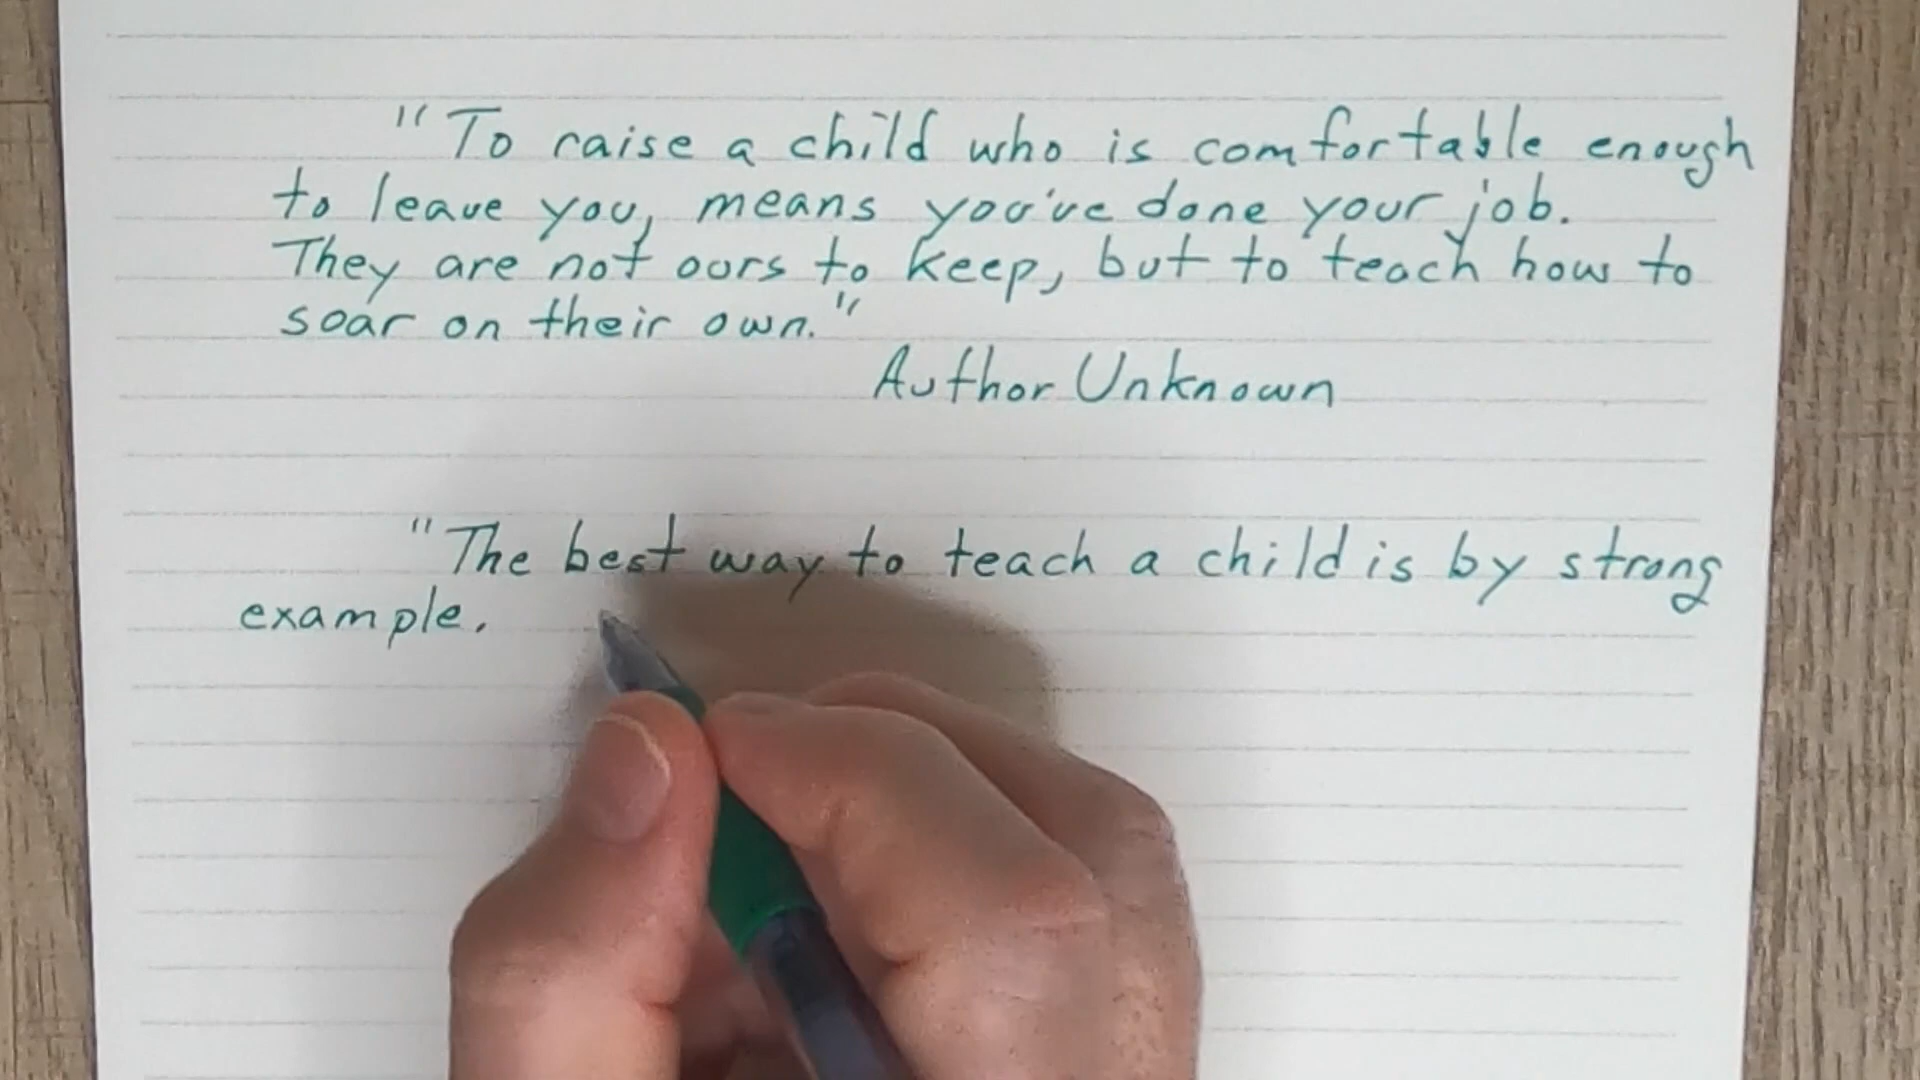 "To raise a child who is comfortable enough
to leave you, means you've done your job.
They are not ours to keep, but to teach how to
soar on their own."
Author Unknown
"The best way to teach a child is by strong
example.